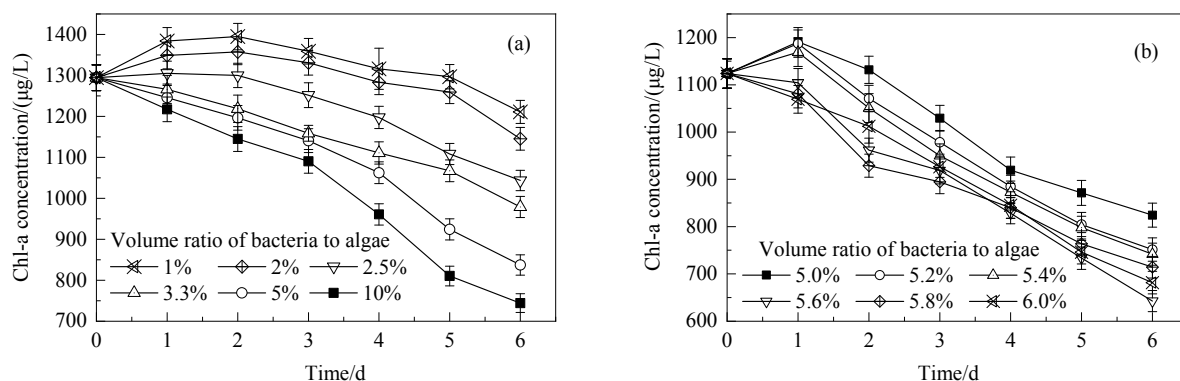 1400
1300
1200
1100
1000
900
800
700
Chl-a concentration/(μg/L)
(a)
Volume ratio of bacteria to algae
1% 2% 2.5%
3.3% 5% 10%
0 1 2 3 4 5 6
Time/d
1200
1100
1000
900
800
700
600
Chl-a concentration/(μg/L)
(b)
Volume ratio of bacteria to algae
5.0% 5.2% 5.4%
5.6% 5.8% 6.0%
0 1 2 3 4 5 6
Time/d